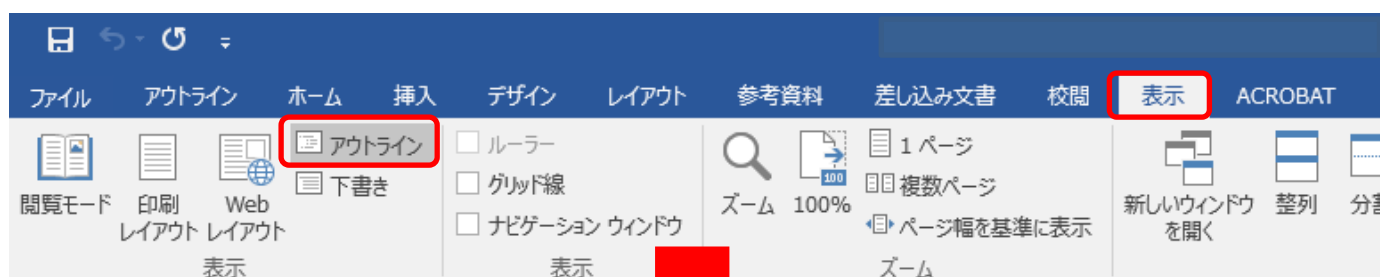 ファイル アウトライン ホーム 挿入 デザイン レイアウト 参考資料 差し込み文書 校閲 表示 ACROBAT
閲覧モード
印刷
レイアウト
Web
レイアウト
アウトライン
下書き
表示
ルーラー
グリッド線
ナビゲーション ウィンドウ
表示
ズーム
100
100%
1 ページ
複数ページ
ページ幅を基準に表示
ズーム
新しいウィンドウ
を開く
整列